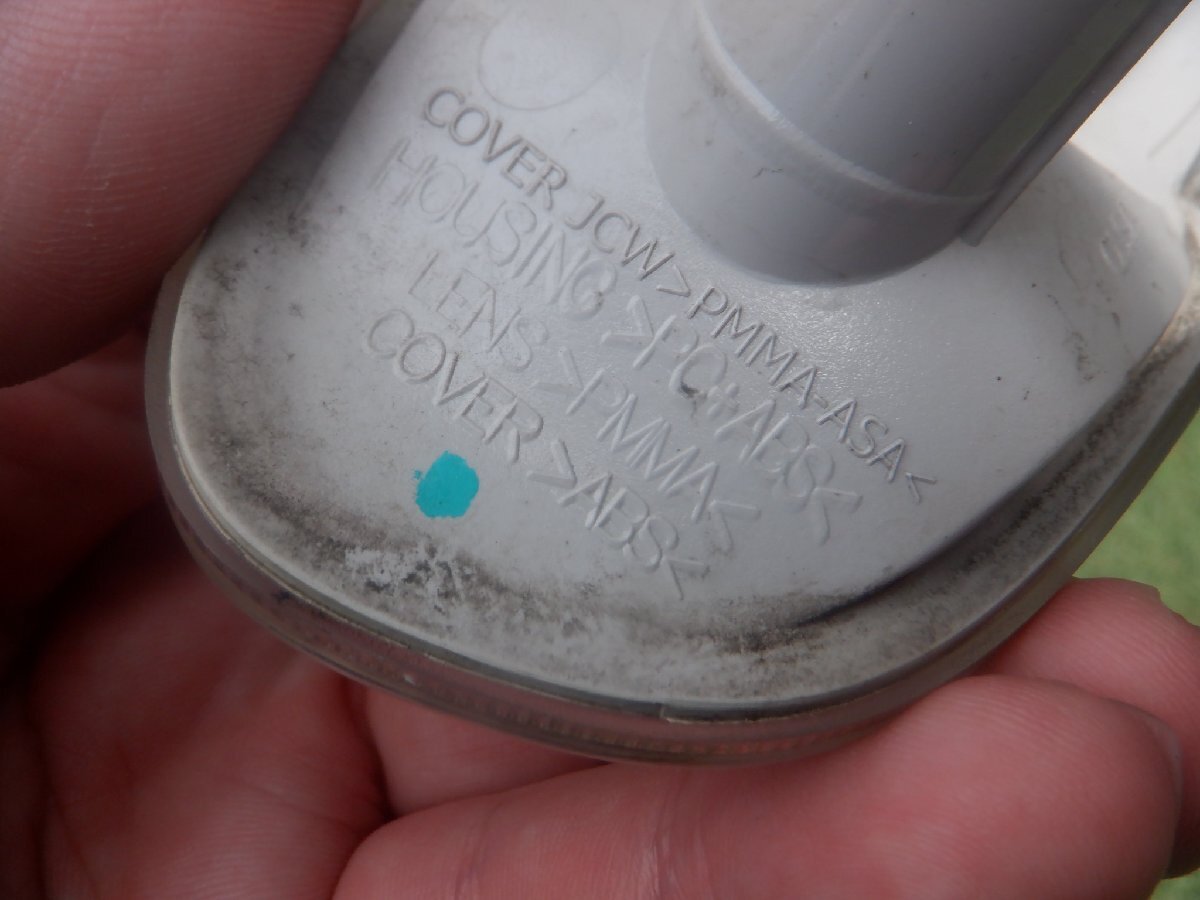 COVER JCW>PMMA-ASA<
HOUSING >PC+ABS<
LENS >PMMA<
COVER >ABS<